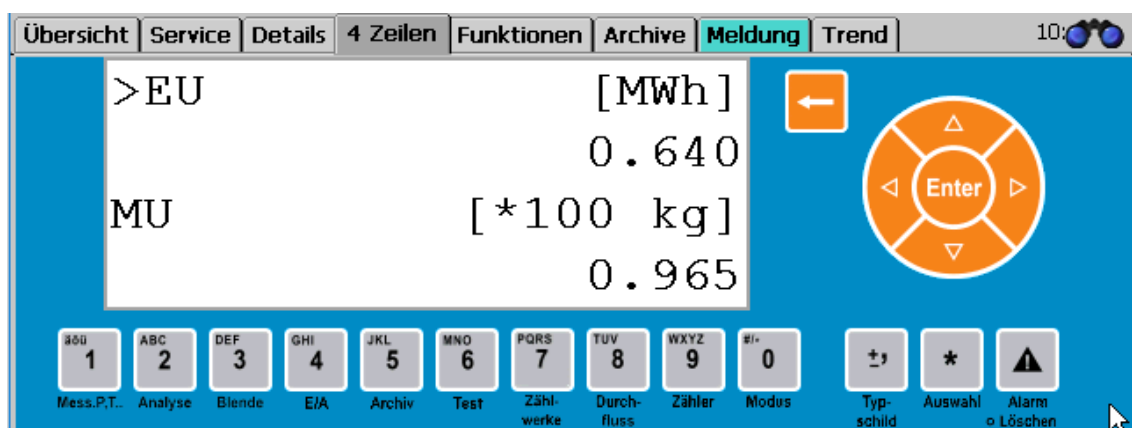 Übersicht Service Details 4 Zeilen Funktionen Archive Meldung Trend 10:
>EU [MWh]
0.640
MU [*100 kg]
0.965
Enter
äöü ABC DEF GHI JKL MNO PQRS TUV WXYZ #/-
1 2 3 4 5 6 7 8 9 0 +-, *
Mess.P,T.. Analyse Blende E/A Archiv Test Zähl- Durch- Zähler Modus Typ- Auswahl Alarm
werke fluss schild o Löschen